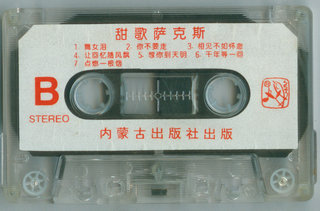 甜歌萨克斯
1. 舞女泪 2. 你不要走 3. 相见不如怀念
4. 让你忆随风飘 5. 等你到天明 6. 千年等一回
7. 点燃一根烟
B
STEREO
内蒙古出版社出版